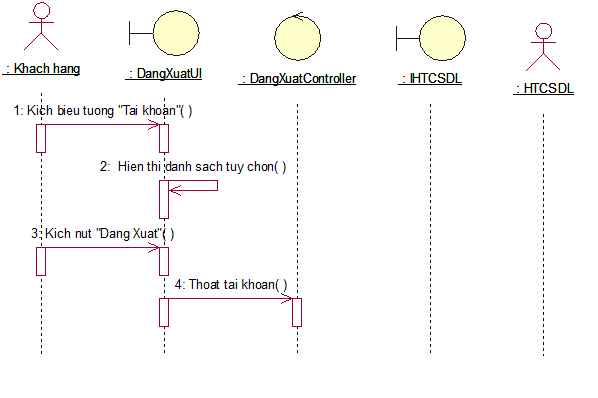 : Khach hang
: DangXuatUI
: DangXuatController
: IHTCSDL
: HTCSDL
1: Kich bieu tuong "Tai khoan"( )
2: Hien thi danh sach tuy chon( )
3: Kich nut "Dang Xuat"( )
4: Thoat tai khoan( )